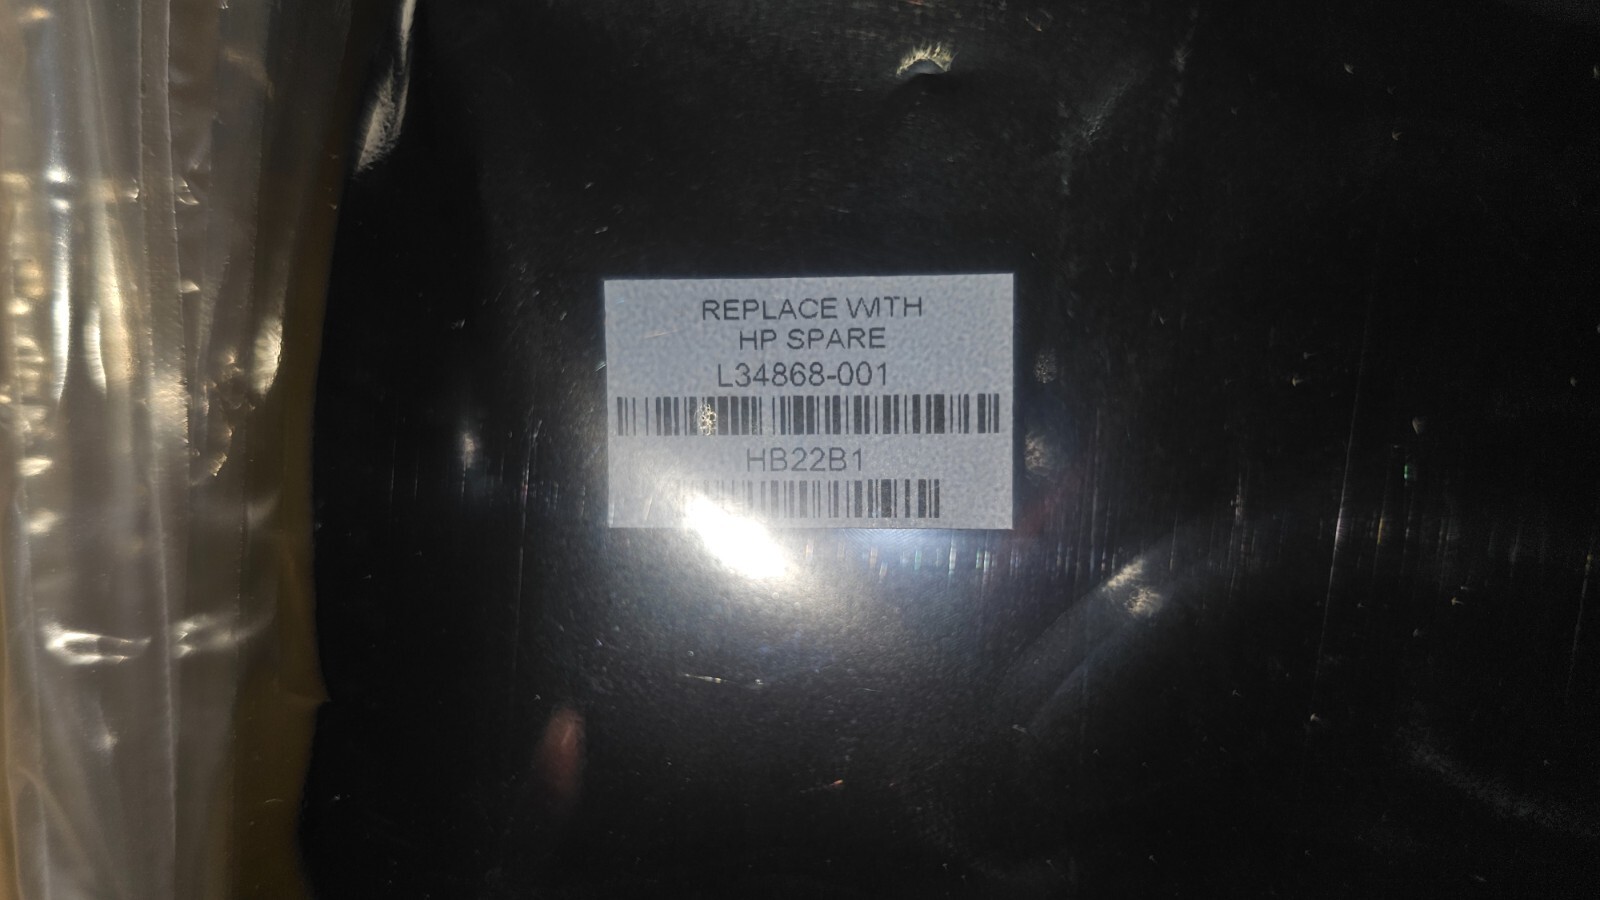 REPLACE WITH
HP SPARE
L34868-001
HB22B1